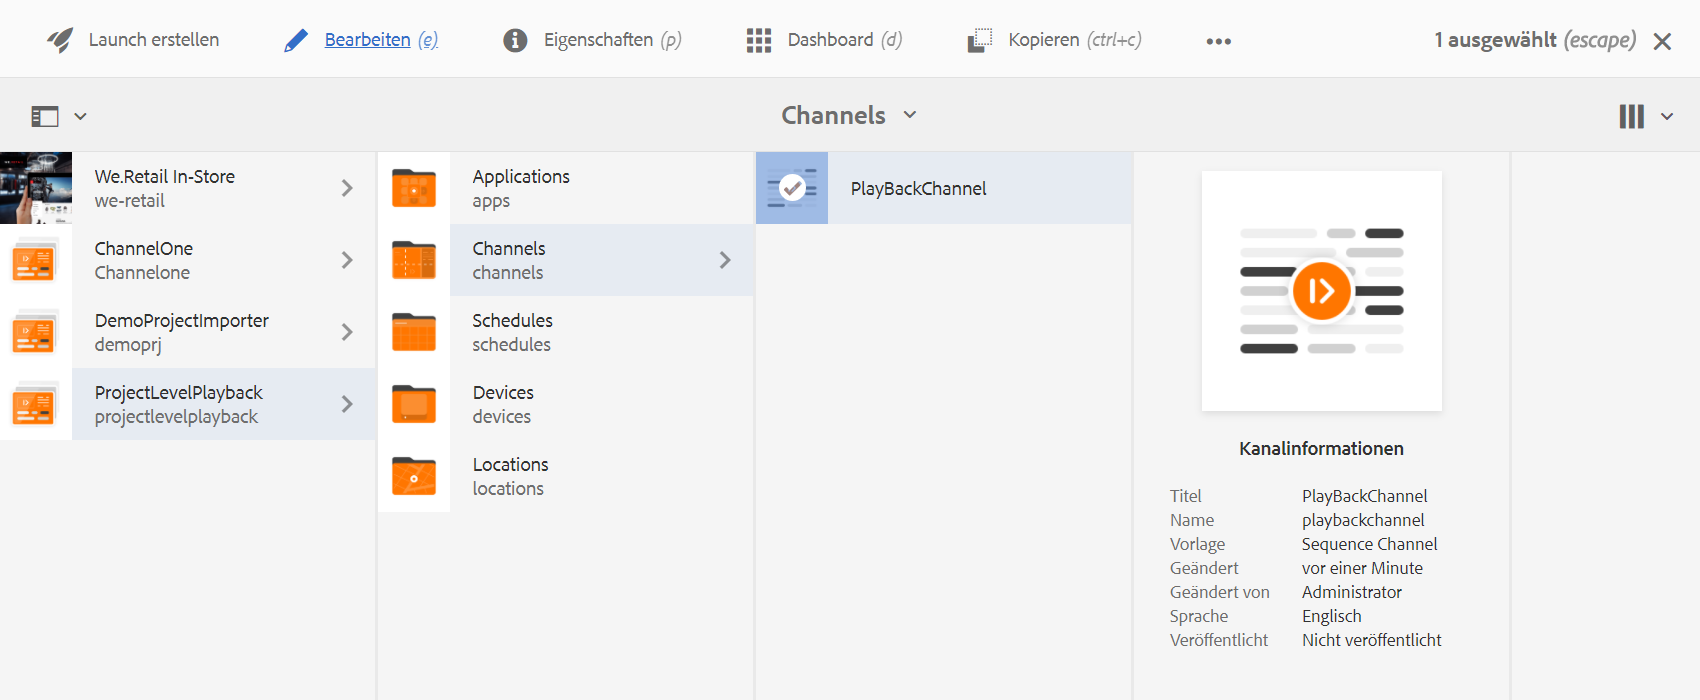 Launch erstellen
Bearbeiten (e)
Eigenschaften (p)
Dashboard (d)
Kopieren (ctrl+c)
1 ausgewählt (escape)
Channels
We.Retail In-Store
we-retail
ChannelOne
Channelone
DemoProjectImporter
demoprj
ProjectLevelPlayback
projectlevelplayback
Applications
apps
Channels
channels
Schedules
schedules
Devices
devices
Locations
locations
PlayBackChannel
Kanalinformationen
Titel PlayBackChannel
Name playbackchannel
Vorlage Sequence Channel
Geändert vor einer Minute
Geändert von Administrator
Sprache Englisch
Veröffentlicht Nicht veröffentlicht